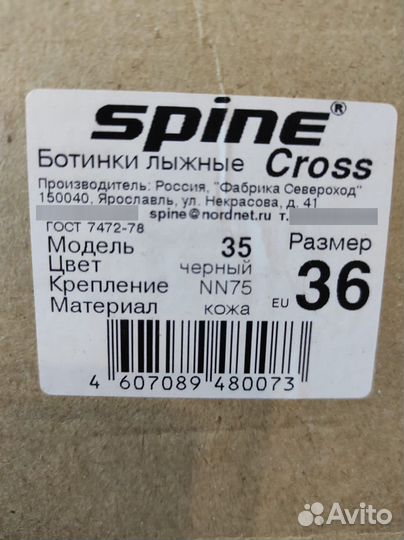 spine®
Ботинки лыжные Cross
Производитель: Россия, "Фабрика Североход"
150040, Ярославль, ул. Некрасова, д. 41
spine@nordnet.ru т.
ГОСТ 7472-78
Модель 35 Размер
Цвет черный
Крепление NN75 EU 36
Материал кожа
4 607089 480073
Avito